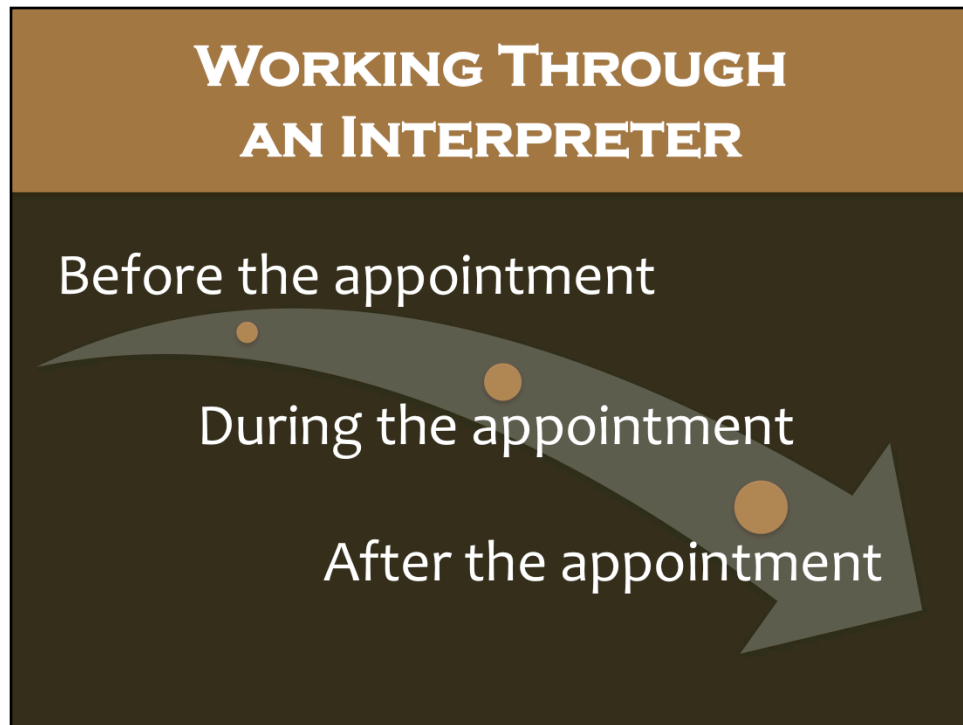 Working Through
an Interpreter
Before the appointment
During the appointment
After the appointment